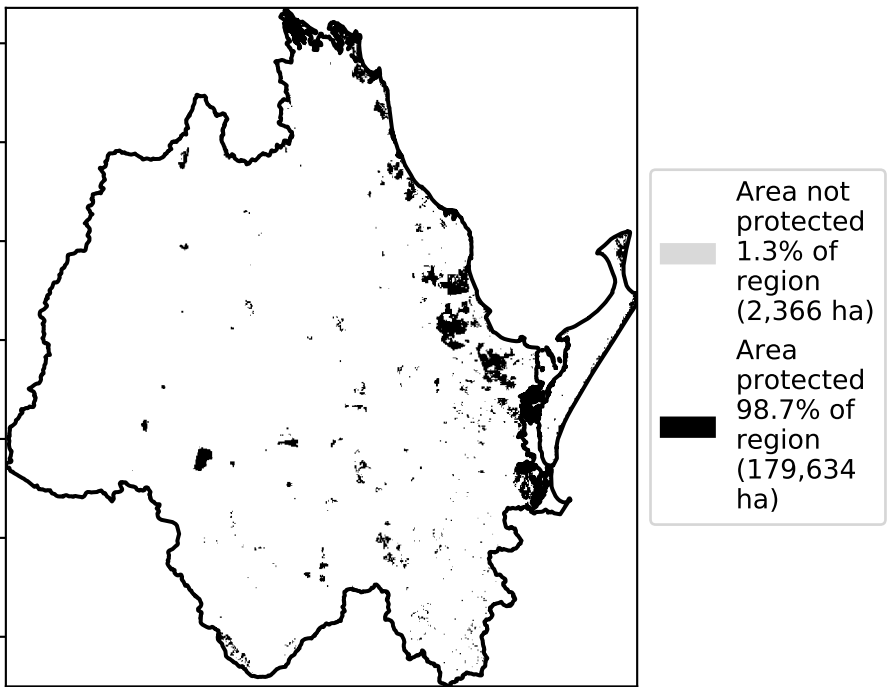 Area not
protected
1.3% of
region
(2,366 ha)
Area
protected
98.7% of
region
(179,634
ha)